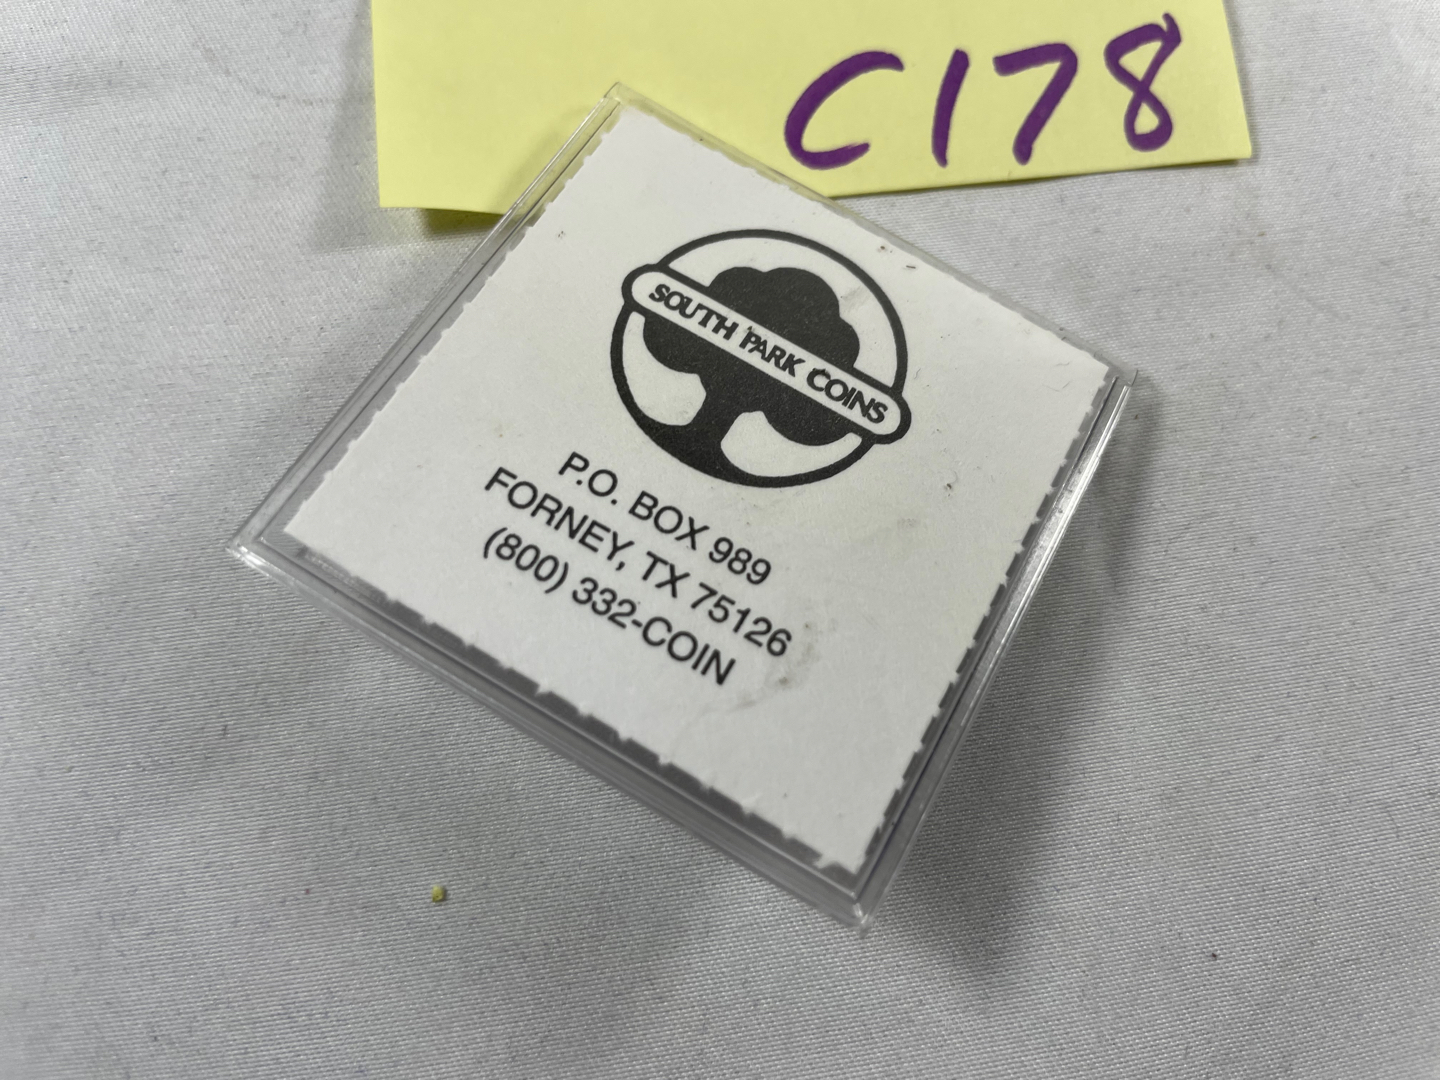 C178
SOUTH PARK COINS
P.O. BOX 989
FORNEY, TX 75126
(800) 332-COIN